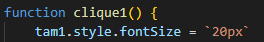 function clique1() {
    tam1.style.fontSize = `20px`